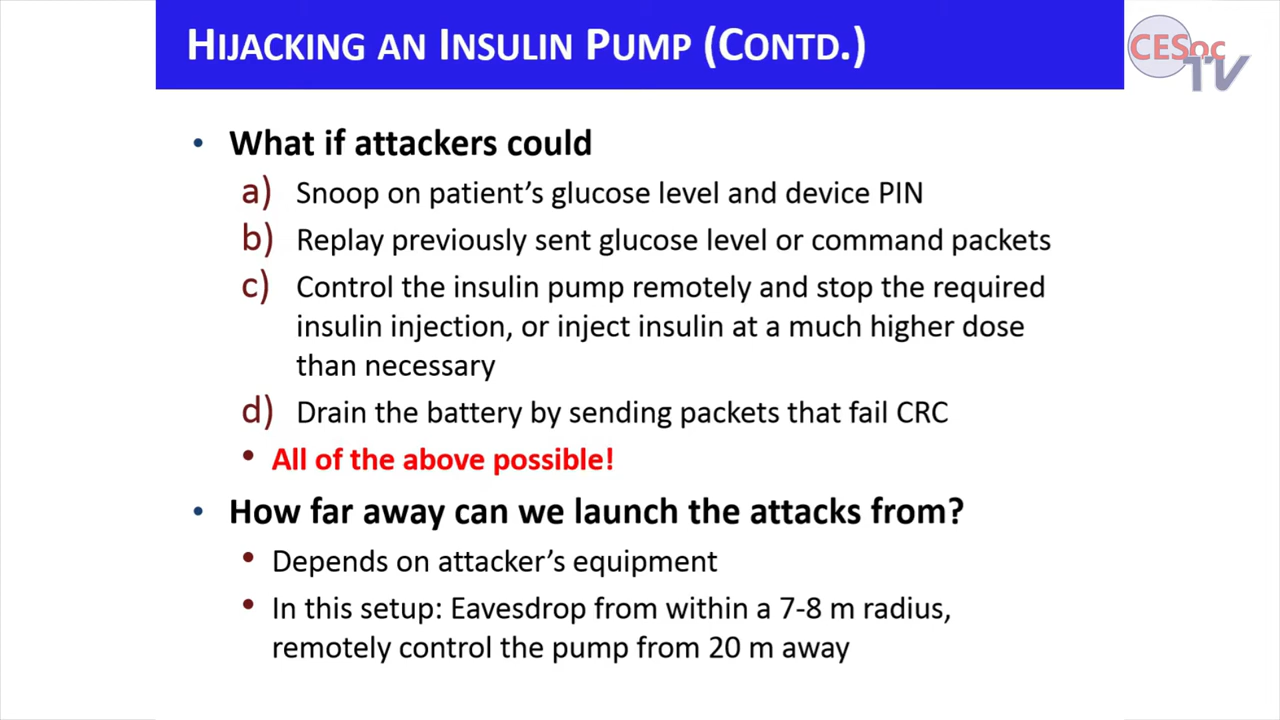 HIJACKING AN INSULIN PUMP (CONTD.)
CESoc
TV
• What if attackers could
a) Snoop on patient’s glucose level and device PIN
b) Replay previously sent glucose level or command packets
c) Control the insulin pump remotely and stop the required
insulin injection, or inject insulin at a much higher dose
than necessary
d) Drain the battery by sending packets that fail CRC
• All of the above possible!
• How far away can we launch the attacks from?
• Depends on attacker’s equipment
• In this setup: Eavesdrop from within a 7-8 m radius,
remotely control the pump from 20 m away